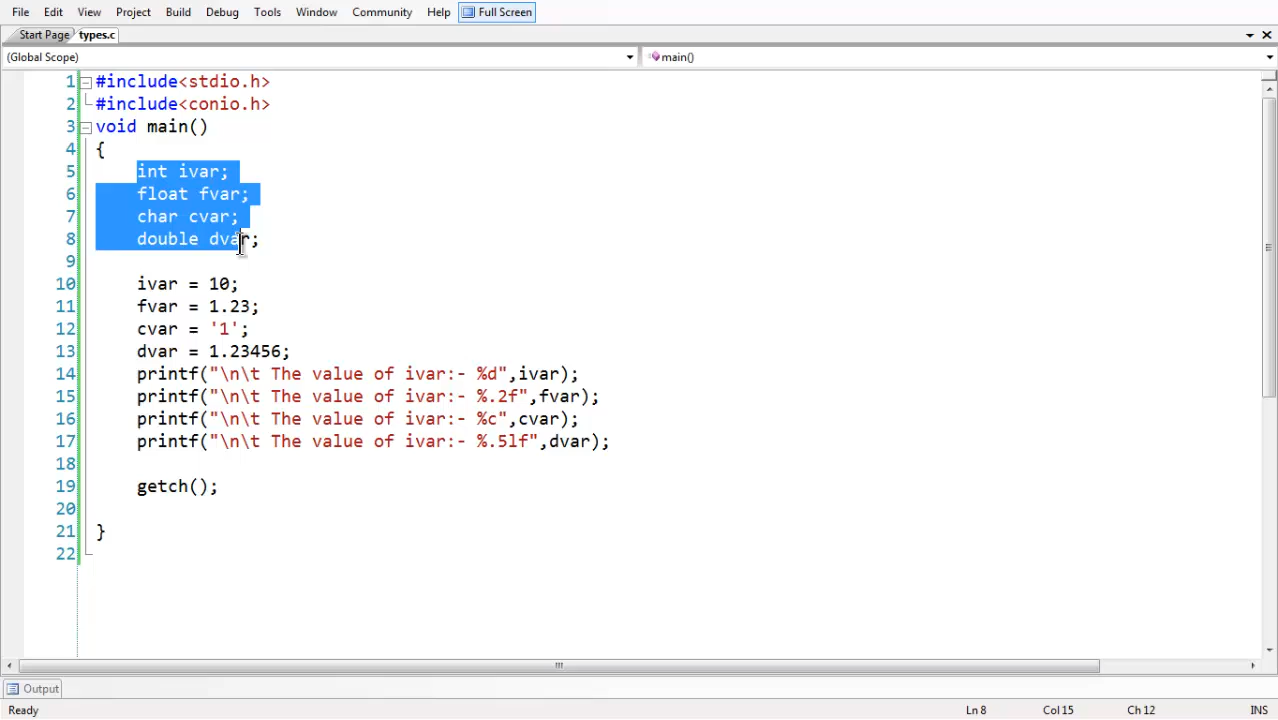 File Edit View Project Build Debug Tools Window Community Help Full Screen
Start Page types.c
(Global Scope) main()
1 #include<stdio.h>
2 #include<conio.h>
3 void main()
4 {
5 int ivar;
6 float fvar;
7 char cvar;
8 double dvar;
9
10 ivar = 10;
11 fvar = 1.23;
12 cvar = '1';
13 dvar = 1.23456;
14 printf("\n\t The value of ivar:- %d",ivar);
15 printf("\n\t The value of ivar:- %.2f",fvar);
16 printf("\n\t The value of ivar:- %c",cvar);
17 printf("\n\t The value of ivar:- %.5lf",dvar);
18
19 getch();
20
21 }
22
Output
Ready Ln 8 Col 15 Ch 12 INS